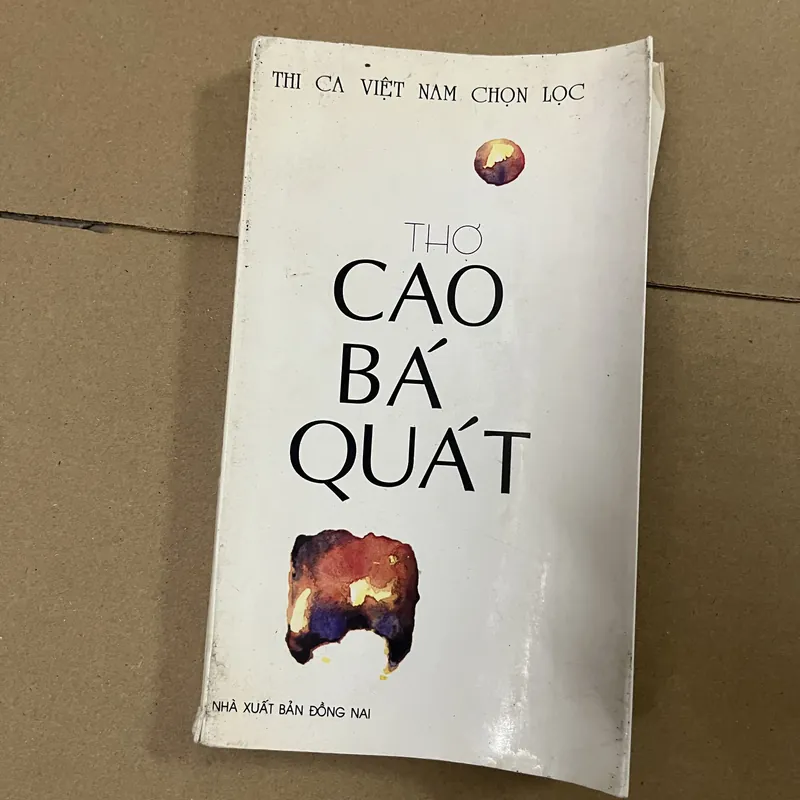 THI CA VIỆT NAM CHỌN LỌC
THƠ
CAO
BÁ
QUÁT
NHÀ XUẤT BẢN ĐỒNG NAI